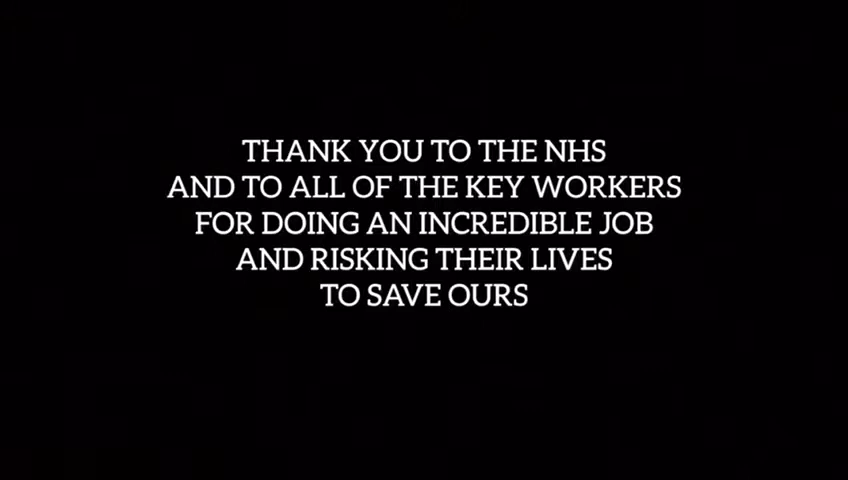 THANK YOU TO THE NHS
AND TO ALL OF THE KEY WORKERS
FOR DOING AN INCREDIBLE JOB
AND RISKING THEIR LIVES
TO SAVE OURS